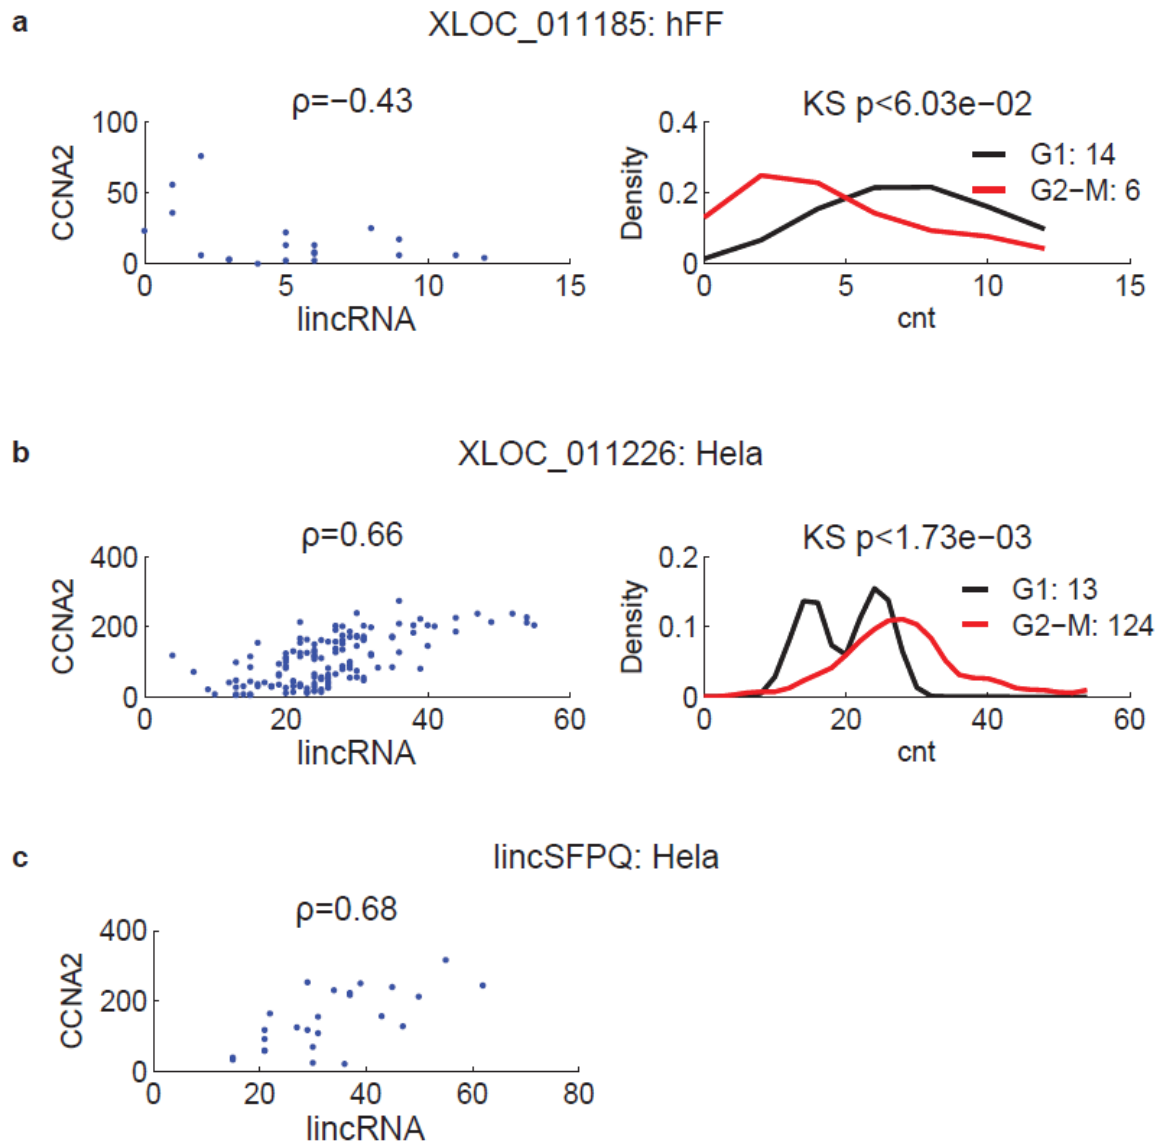 a
XLOC_011185: hFF
ρ=−0.43
CCNA2
100
50
0
0 5 10 15
lincRNA
KS p<6.03e−02
Density
0.4
0.2
0
G1: 14
G2−M: 6
0 5 10 15
cnt
b
XLOC_011226: Hela
ρ=0.66
CCNA2
400
200
0
0 20 40 60
lincRNA
KS p<1.73e−03
Density
0.2
0.1
0
G1: 13
G2−M: 124
0 20 40 60
cnt
c
lincSFPQ: Hela
ρ=0.68
CCNA2
400
200
0
0 20 40 60 80
lincRNA